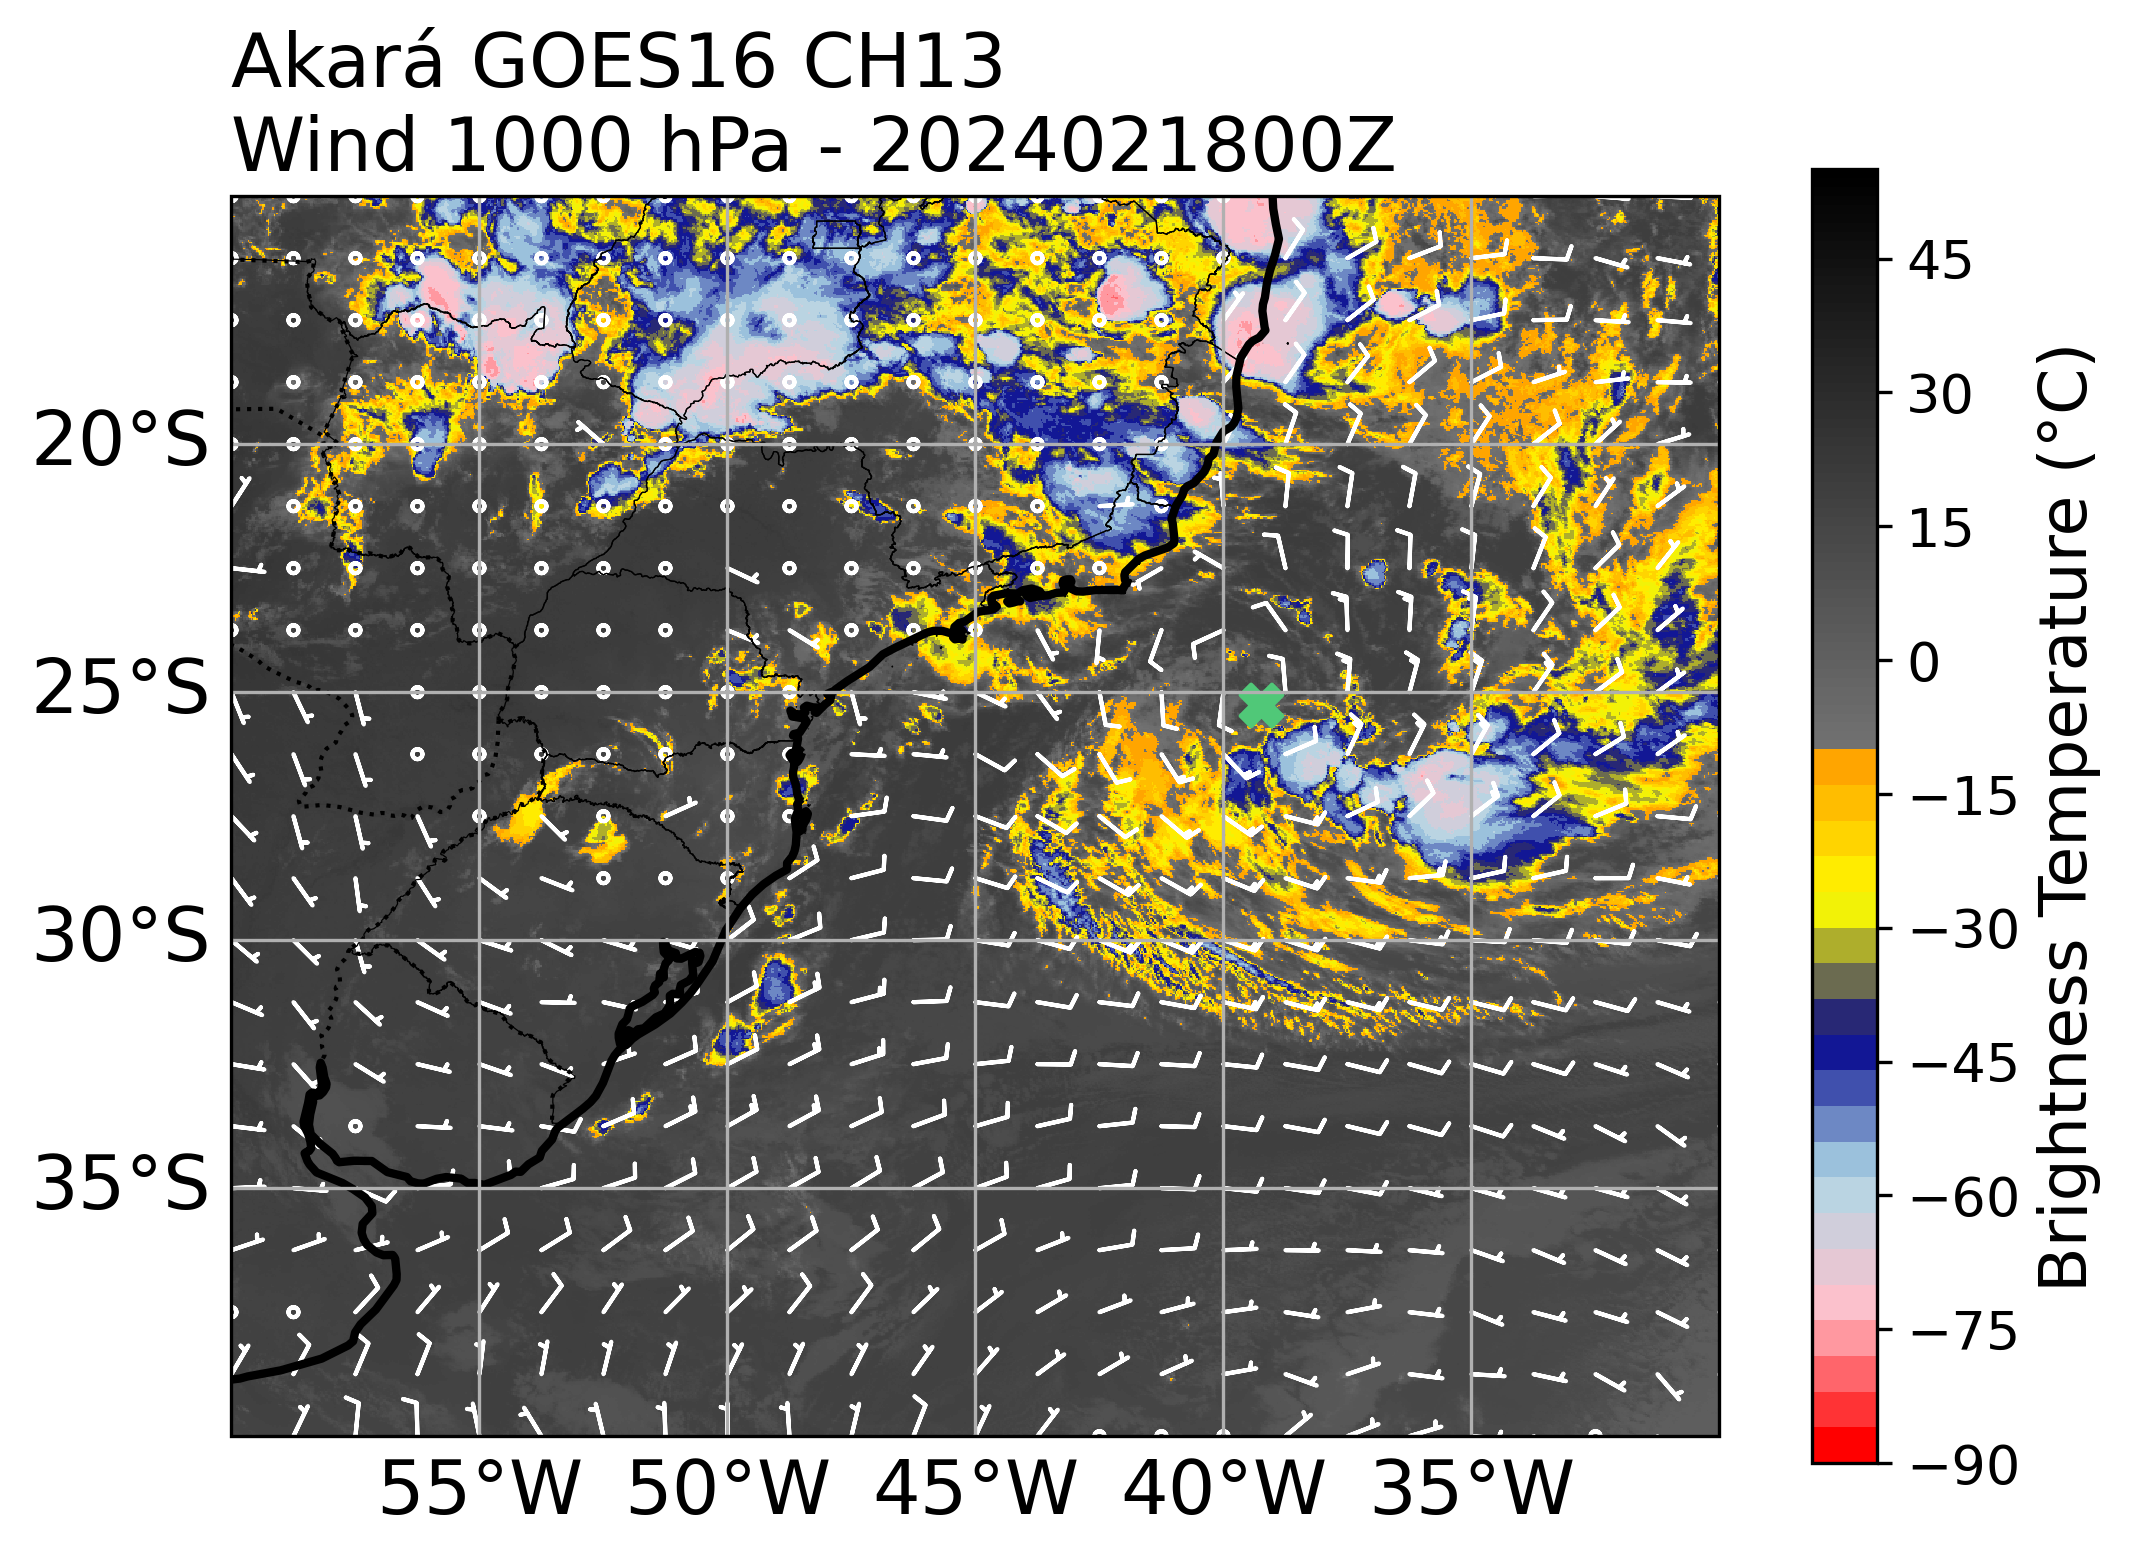 Akará GOES16 CH13
Wind 1000 hPa - 2024021800Z
20°S
25°S
30°S
35°S
55°W
50°W
45°W
40°W
35°W
45
30
15
0
−15
−30
−45
−60
−75
−90
Brightness Temperature (°C)